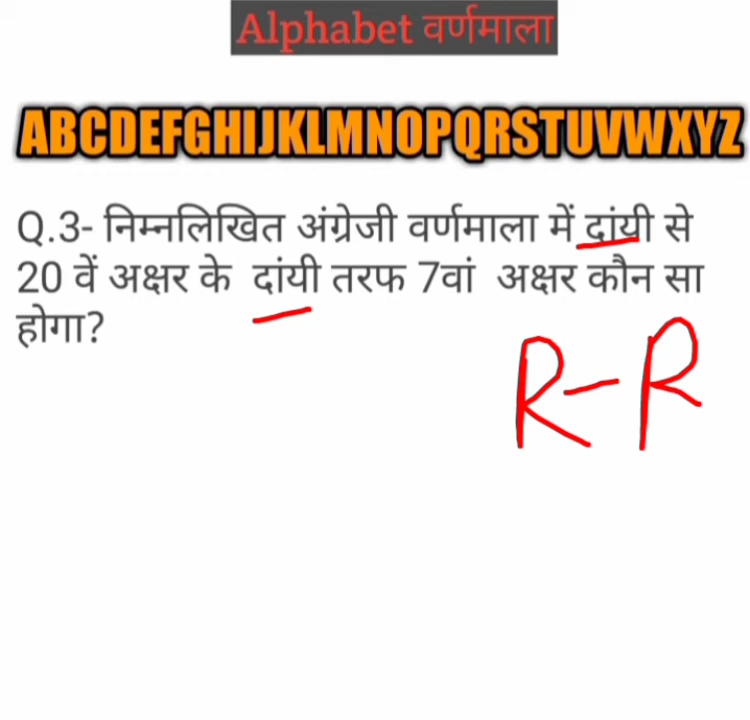 Alphabet वर्णमाला
ABCDEFGHIJKLMNOPQRSTUVWXYZ
Q.3- निम्नलिखित अंग्रेजी वर्णमाला में दांयी से
20 वें अक्षर के दांयी तरफ 7वां अक्षर कौन सा
होगा?
R-R